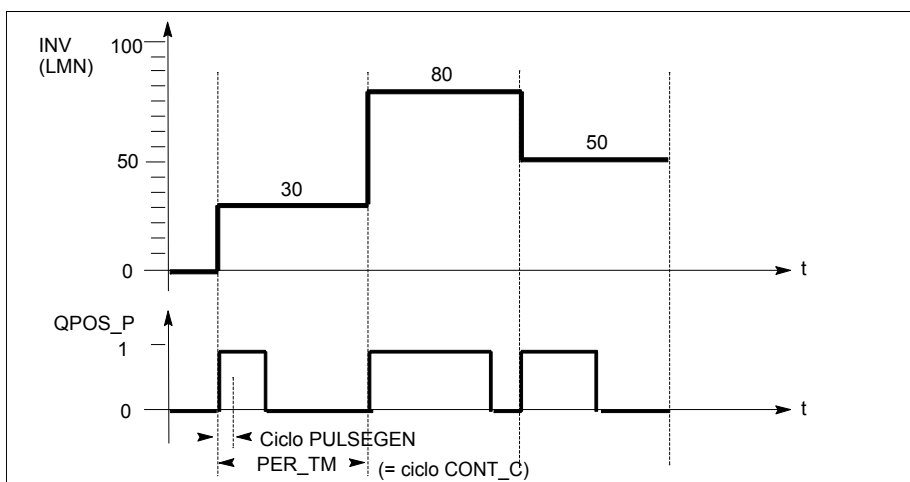 INV
(LMN)
100
80
50
50
30
0
t
QPOS_P
1
0
t
Ciclo PULSEGEN
PER_TM
(= ciclo CONT_C)